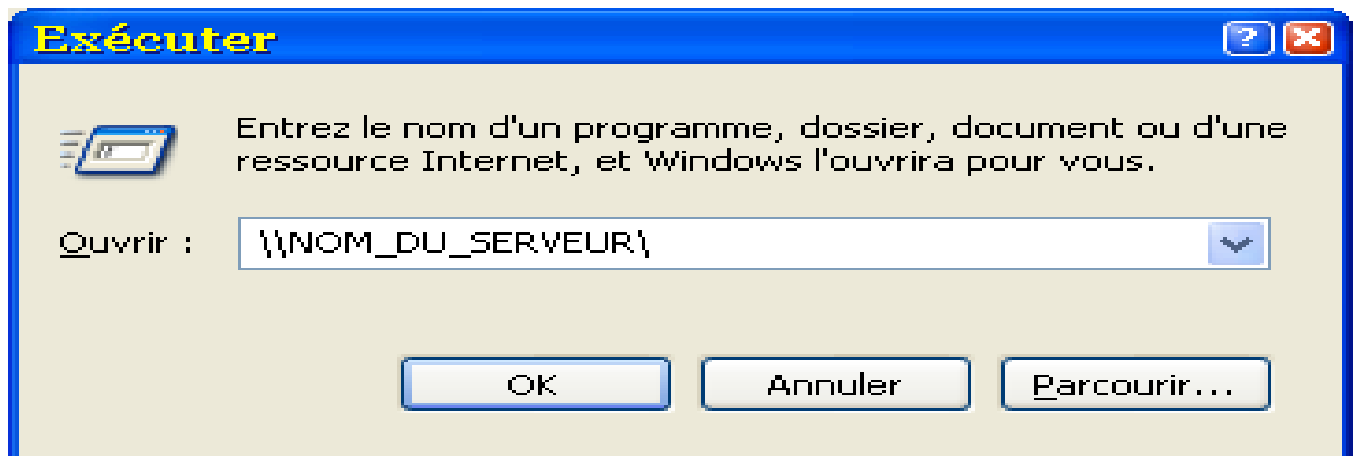 Exécuter
Entrez le nom d'un programme, dossier, document ou d'une
ressource Internet, et Windows l'ouvrira pour vous.
Ouvrir : \\NOM_DU_SERVEUR\
OK Annuler Parcourir...